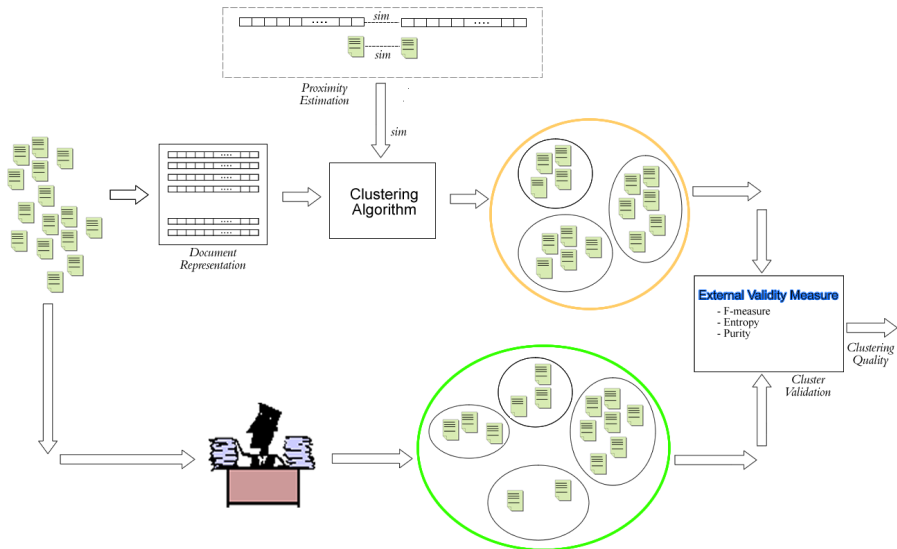 sim
sim
Proximity
Estimation
sim
Clustering
Algorithm
Document
Representation
External Validity Measure
- F-measure
- Entropy
- Purity
Clustering
Quality
Cluster
Validation